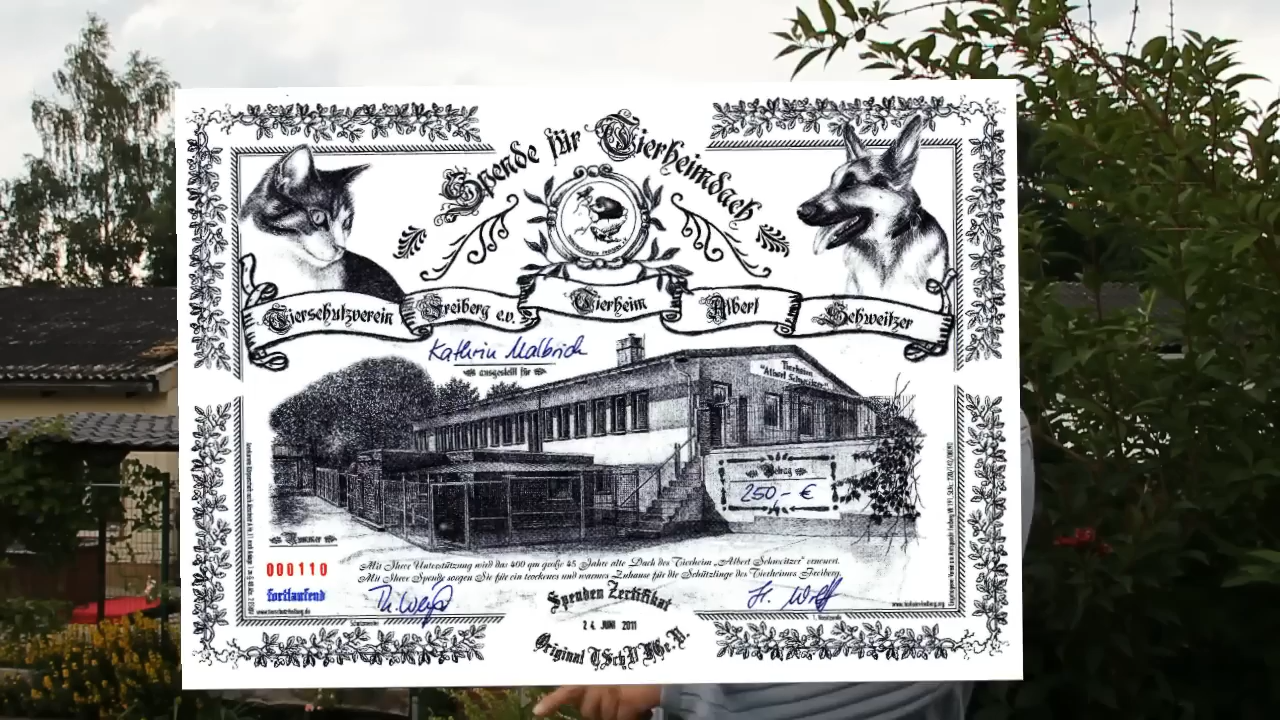 Spende für Tierheimdach
Tierschutzverein Freiberg e.V. Tierheim Albert Schweitzer
Kathrin Malbrich
ausgestellt für
Tierheim
"Albert Schweitzer"
Betrag
250,- €
Nummer
000110
fortlaufend
Mit Ihrer Unterstützung wird das 400 qm große 45 Jahre alte Dach des Tierheim „Albert Schweitzer" erneuert.
Mit Ihrer Spende sorgen Sie für ein trockenes und warmes Zuhause für die Schützlinge des Tierheimes Freiberg.
Spenden Zertifikat
24. JUNI 2011
Original TSchV